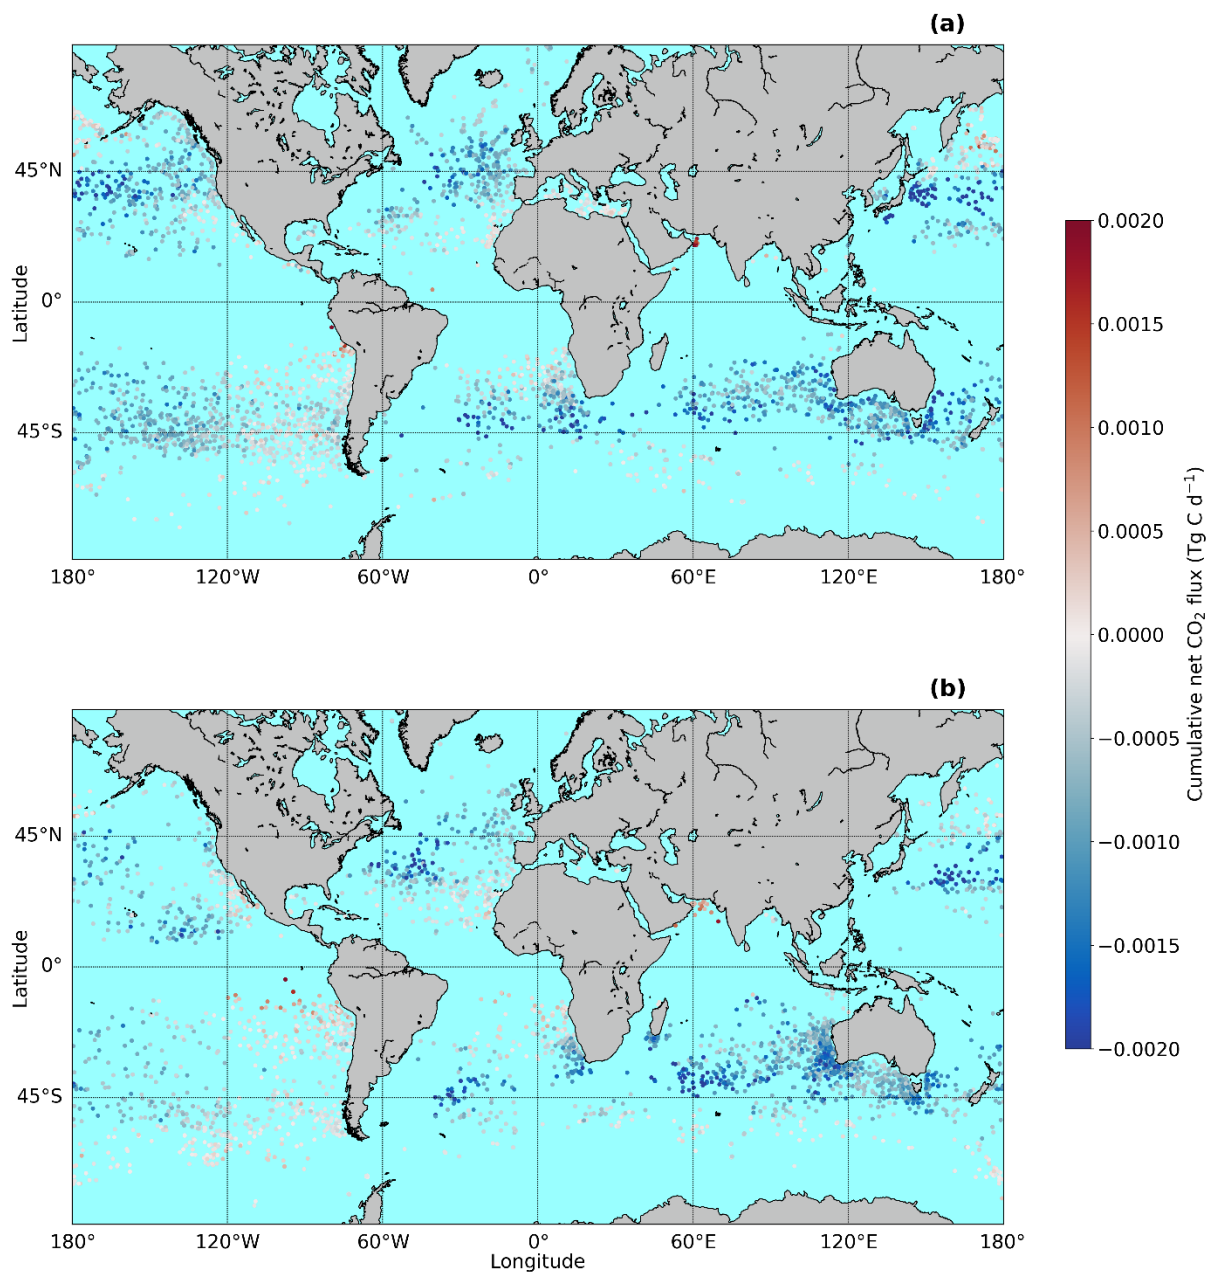 (a)
45°N
0°
45°S
Latitude
180°
120°W
60°W
0°
60°E
120°E
180°
(b)
45°N
0°
45°S
Latitude
180°
120°W
60°W
0°
60°E
120°E
180°
Longitude
0.0020
0.0015
0.0010
0.0005
0.0000
−0.0005
−0.0010
−0.0015
−0.0020
Cumulative net CO₂ flux (Tg C d⁻¹)